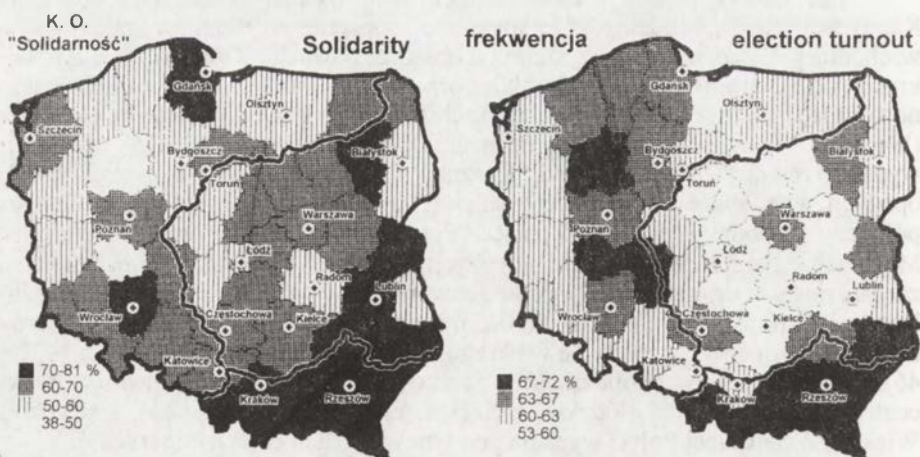 K. O.
"Solidarność"
Solidarity
Gdańsk
Olsztyn
Szczecin
Bydgoszcz
Białystok
Toruń
Poznań
Warszawa
Łódź
Radom
Lublin
Wrocław
Częstochowa
Kielce
Katowice
Kraków
Rzeszów
70-81 %
60-70
50-60
38-50
frekwencja
election turnout
Gdańsk
Olsztyn
Szczecin
Bydgoszcz
Białystok
Toruń
Poznań
Warszawa
Łódź
Radom
Lublin
Wrocław
Częstochowa
Kielce
Katowice
Kraków
Rzeszów
67-72 %
63-67
60-63
53-60